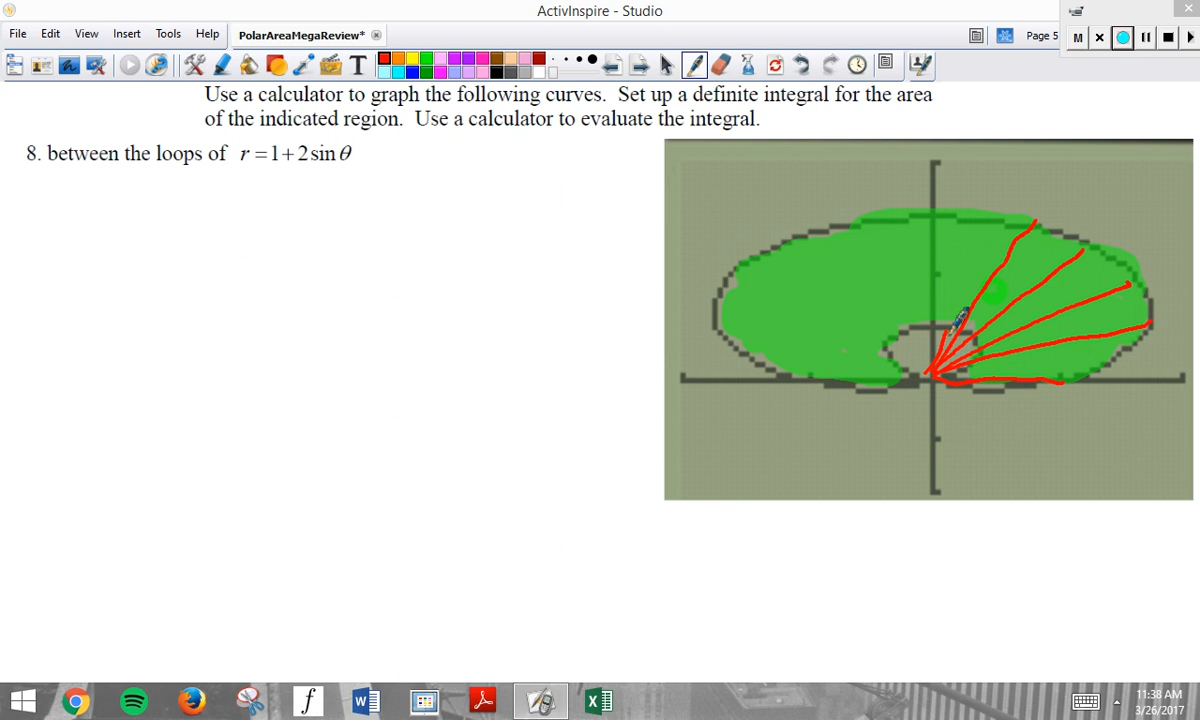 ActivInspire - Studio
File Edit View Insert Tools Help PolarAreaMegaReview* Page 5
M
T
Use a calculator to graph the following curves. Set up a definite integral for the area
of the indicated region. Use a calculator to evaluate the integral.
8. between the loops of r = 1 + 2 sin θ
11:38 AM
3/26/2017